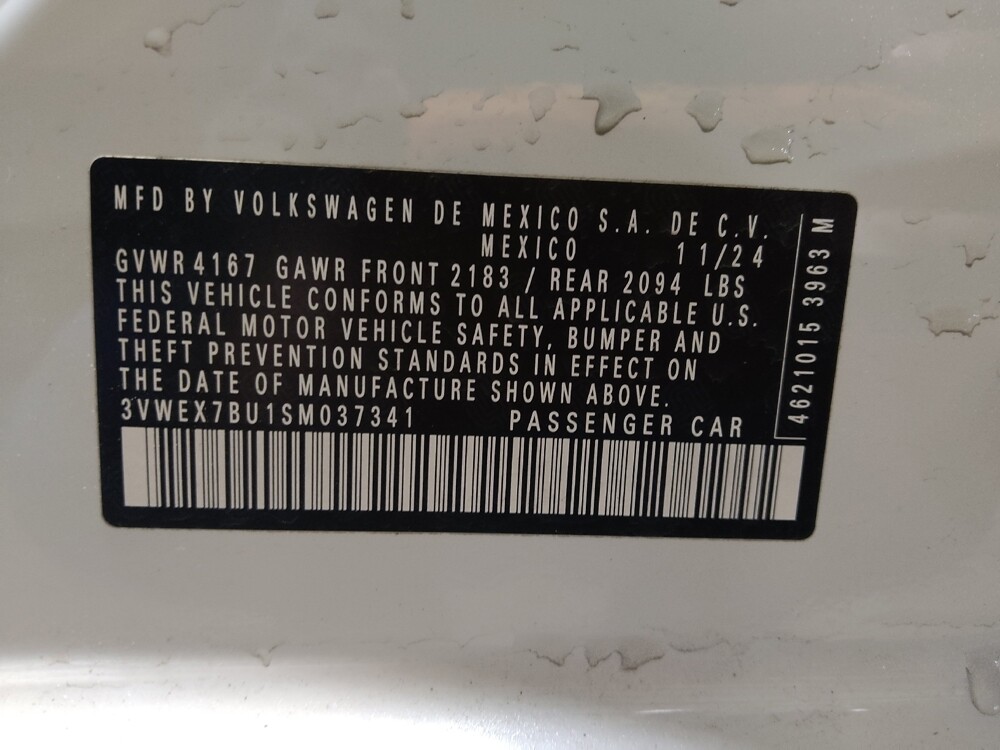 MFD BY VOLKSWAGEN DE MEXICO S.A. DE C.V.
MEXICO 11/24
GVWR 4167 GAWR FRONT 2183 / REAR 2094 LBS
THIS VEHICLE CONFORMS TO ALL APPLICABLE U.S.
FEDERAL MOTOR VEHICLE SAFETY, BUMPER AND
THEFT PREVENTION STANDARDS IN EFFECT ON
THE DATE OF MANUFACTURE SHOWN ABOVE.
3VWEX7BU1SM037341 PASSENGER CAR
4621015 3963 M